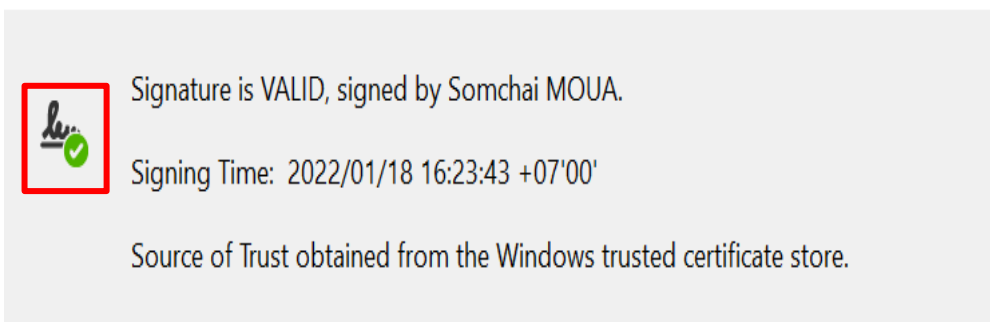 Signature is VALID, signed by Somchai MOUA.
Signing Time:  2022/01/18 16:23:43 +07'00'
Source of Trust obtained from the Windows trusted certificate store.